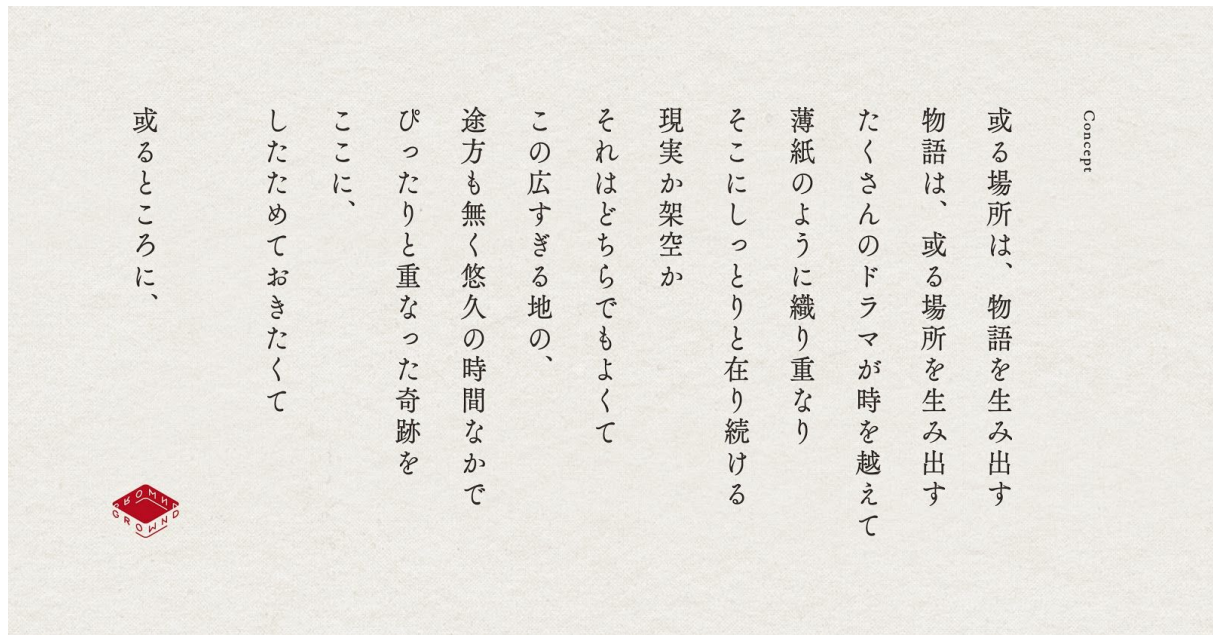 Concept
或る場所は、物語を生み出す
物語は、或る場所を生み出す
たくさんのドラマが時を越えて
薄紙のように織り重なり
そこにしっとりと在り続ける
現実か架空か
それはどちらでもよくて
この広すぎる地の、
途方も無く悠久の時間なかで
ぴったりと重なった奇跡を
ここに、
したためておきたくて
或るところに、